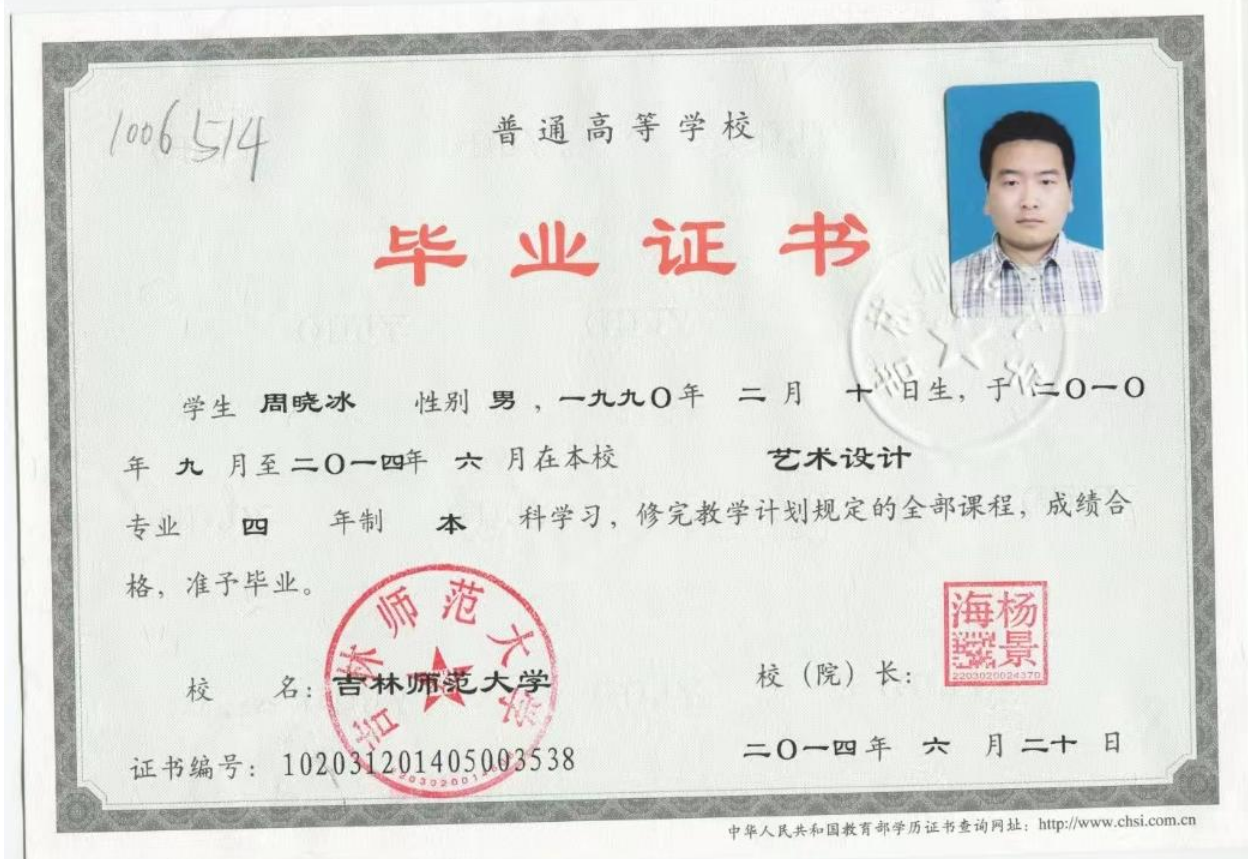 1006514
普通高等学校
毕业证书
学生 周晓冰 性别 男 ，一九九〇年 二 月 十 日生，于 二〇一〇
年 九 月至 二〇一四年 六 月在本校 艺术设计
专业 四 年制 本 科学习，修完教学计划规定的全部课程，成绩合
格，准予毕业。
吉林师范大学
杨景海
2203020024370
校 名：吉林师范大学
校（院）长：
证书编号：102031201405003538
二〇一四年 六 月 二十 日
中华人民共和国教育部学历证书查询网址：http://www.chsi.com.cn